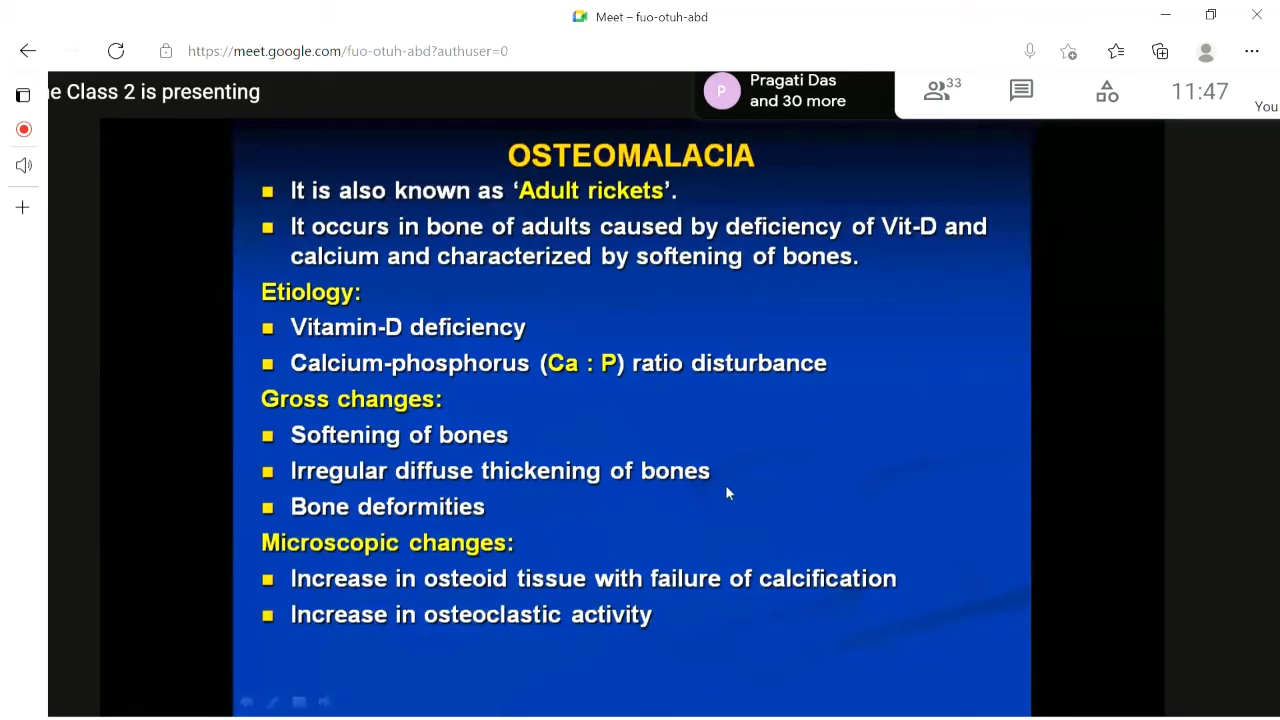 Meet – fuo-otuh-abd
https://meet.google.com/fuo-otuh-abd?authuser=0
e Class 2 is presenting
P
Pragati Das
and 30 more
33
11:47
You
OSTEOMALACIA
It is also known as ‘Adult rickets’.
It occurs in bone of adults caused by deficiency of Vit-D and
calcium and characterized by softening of bones.
Etiology:
Vitamin-D deficiency
Calcium-phosphorus (Ca : P) ratio disturbance
Gross changes:
Softening of bones
Irregular diffuse thickening of bones
Bone deformities
Microscopic changes:
Increase in osteoid tissue with failure of calcification
Increase in osteoclastic activity